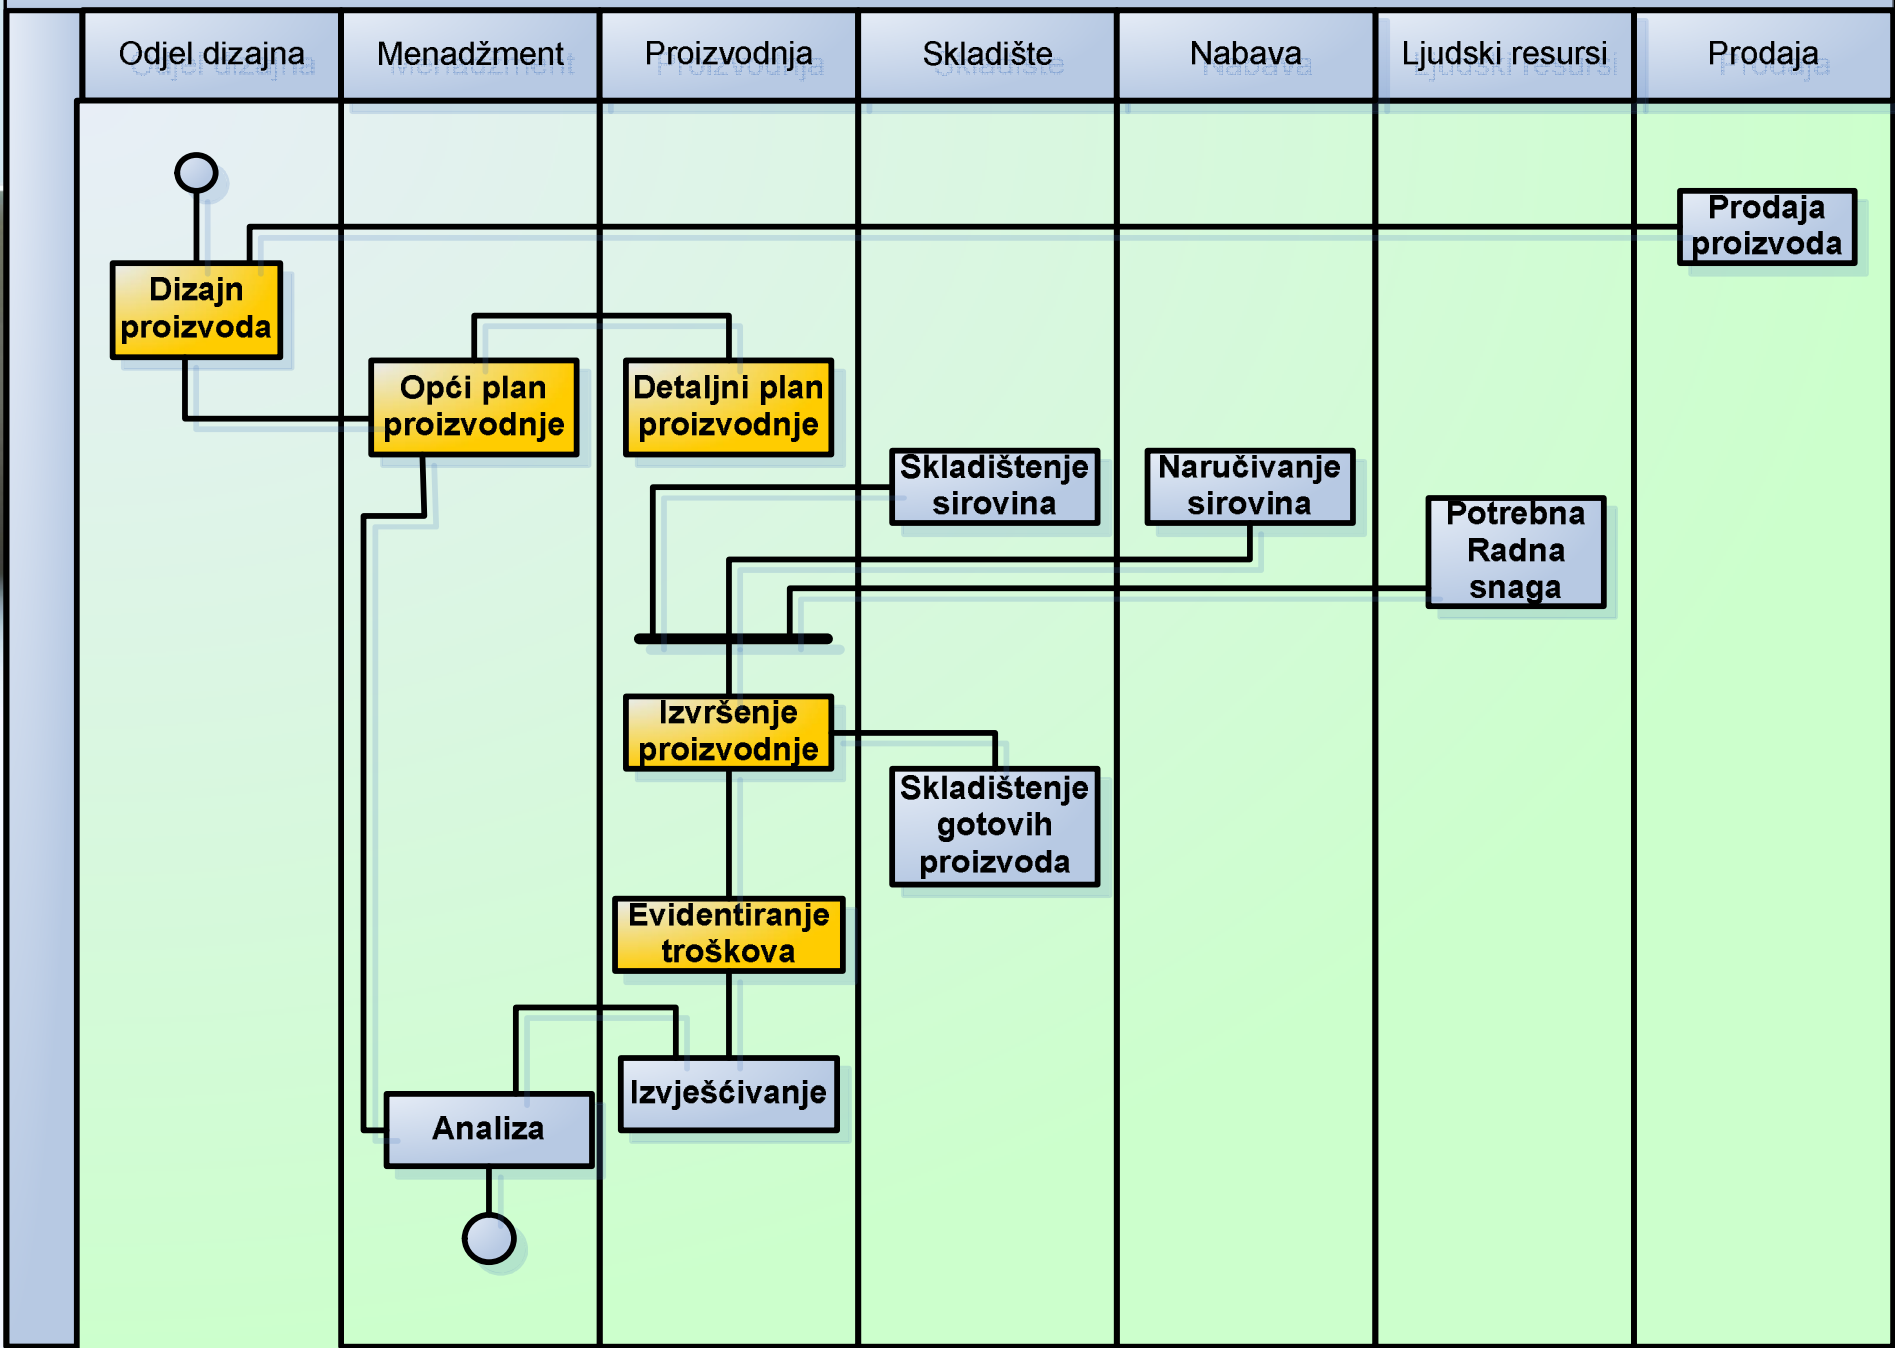 Odjel dizajna
Menadžment
Proizvodnja
Skladište
Nabava
Ljudski resursi
Prodaja
Prodaja
proizvoda
Dizajn
proizvoda
Opći plan
proizvodnje
Detaljni plan
proizvodnje
Skladištenje
sirovina
Naručivanje
sirovina
Potrebna
Radna
snaga
Izvršenje
proizvodnje
Skladištenje
gotovih
proizvoda
Evidentiranje
troškova
Izvješćivanje
Analiza